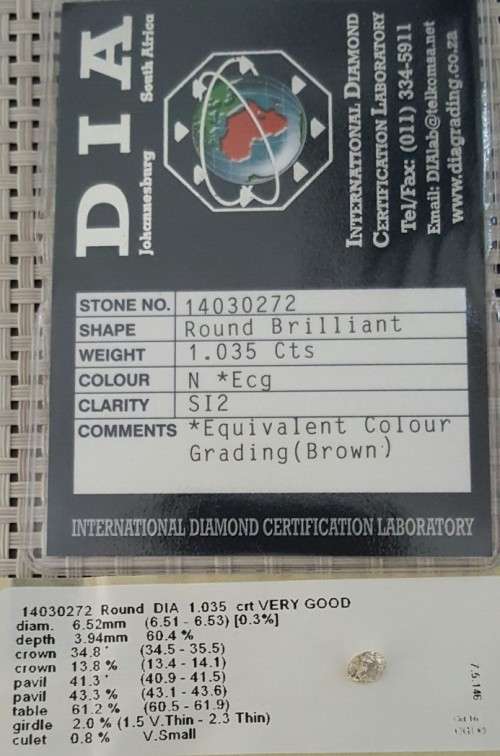 DIA
Johannesburg South Africa
INTERNATIONAL DIAMOND
CERTIFICATION LABORATORY
Tel/Fax: (011) 334-5911
Email: DIAlab@telkomsa.net
www.diagrading.co.za
STONE NO. 14030272
SHAPE Round Brilliant
WEIGHT 1.035 Cts
COLOUR N *Ecg
CLARITY SI2
COMMENTS *Equivalent Colour
Grading(Brown)
INTERNATIONAL DIAMOND CERTIFICATION LABORATORY
14030272 Round DIA 1.035 crt VERY GOOD
diam. 6.52mm (6.51 - 6.53) [0.3%]
depth 3.94mm 60.4 %
crown 34.8 ° (34.5 - 35.5)
crown 13.8 % (13.4 - 14.1)
pavil 41.3 ° (40.9 - 41.5)
pavil 43.3 % (43.1 - 43.6)
table 61.2 % (60.5 - 61.9)
girdle 2.0 % (1.5 V.Thin - 2.3 Thin)
culet 0.8 % V.Small
7.5.146